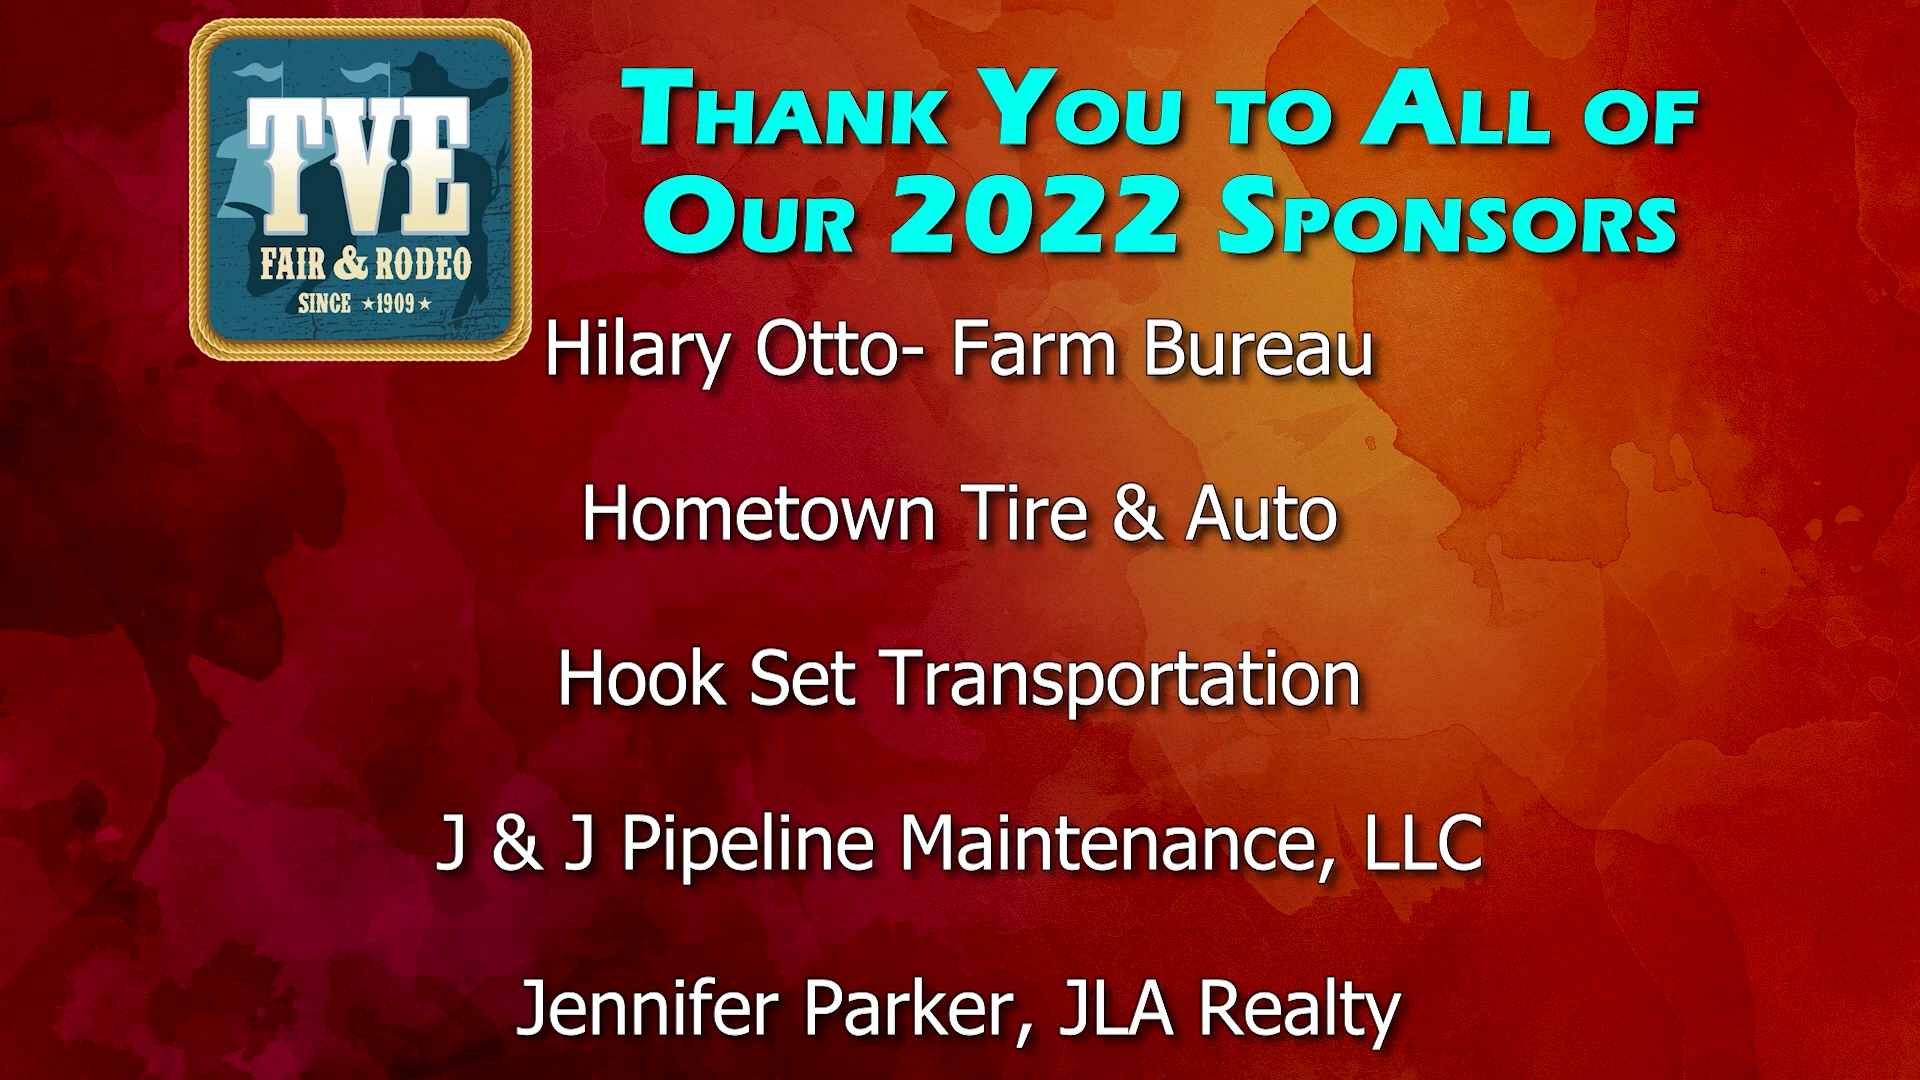 TVE
FAIR & RODEO
SINCE ★1909★
THANK YOU TO ALL OF
OUR 2022 SPONSORS
Hilary Otto- Farm Bureau
Hometown Tire & Auto
Hook Set Transportation
J & J Pipeline Maintenance, LLC
Jennifer Parker, JLA Realty